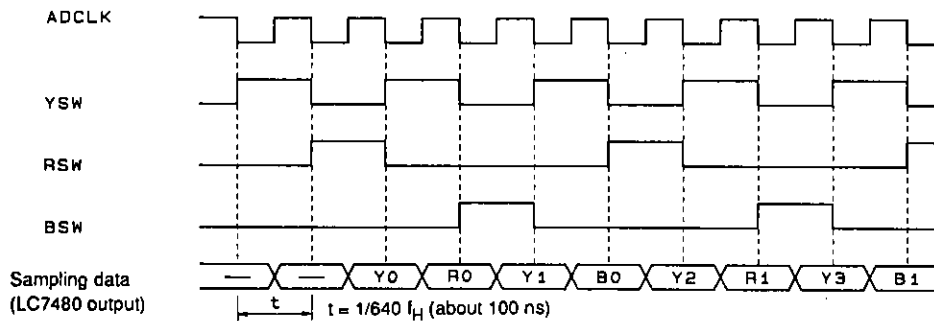 ADCLK
YSW
RSW
BSW
Sampling data
(LC7480 output)
— — Y0 R0 Y1 B0 Y2 R1 Y3 B1
t
t = 1/640 fH (about 100 ns)